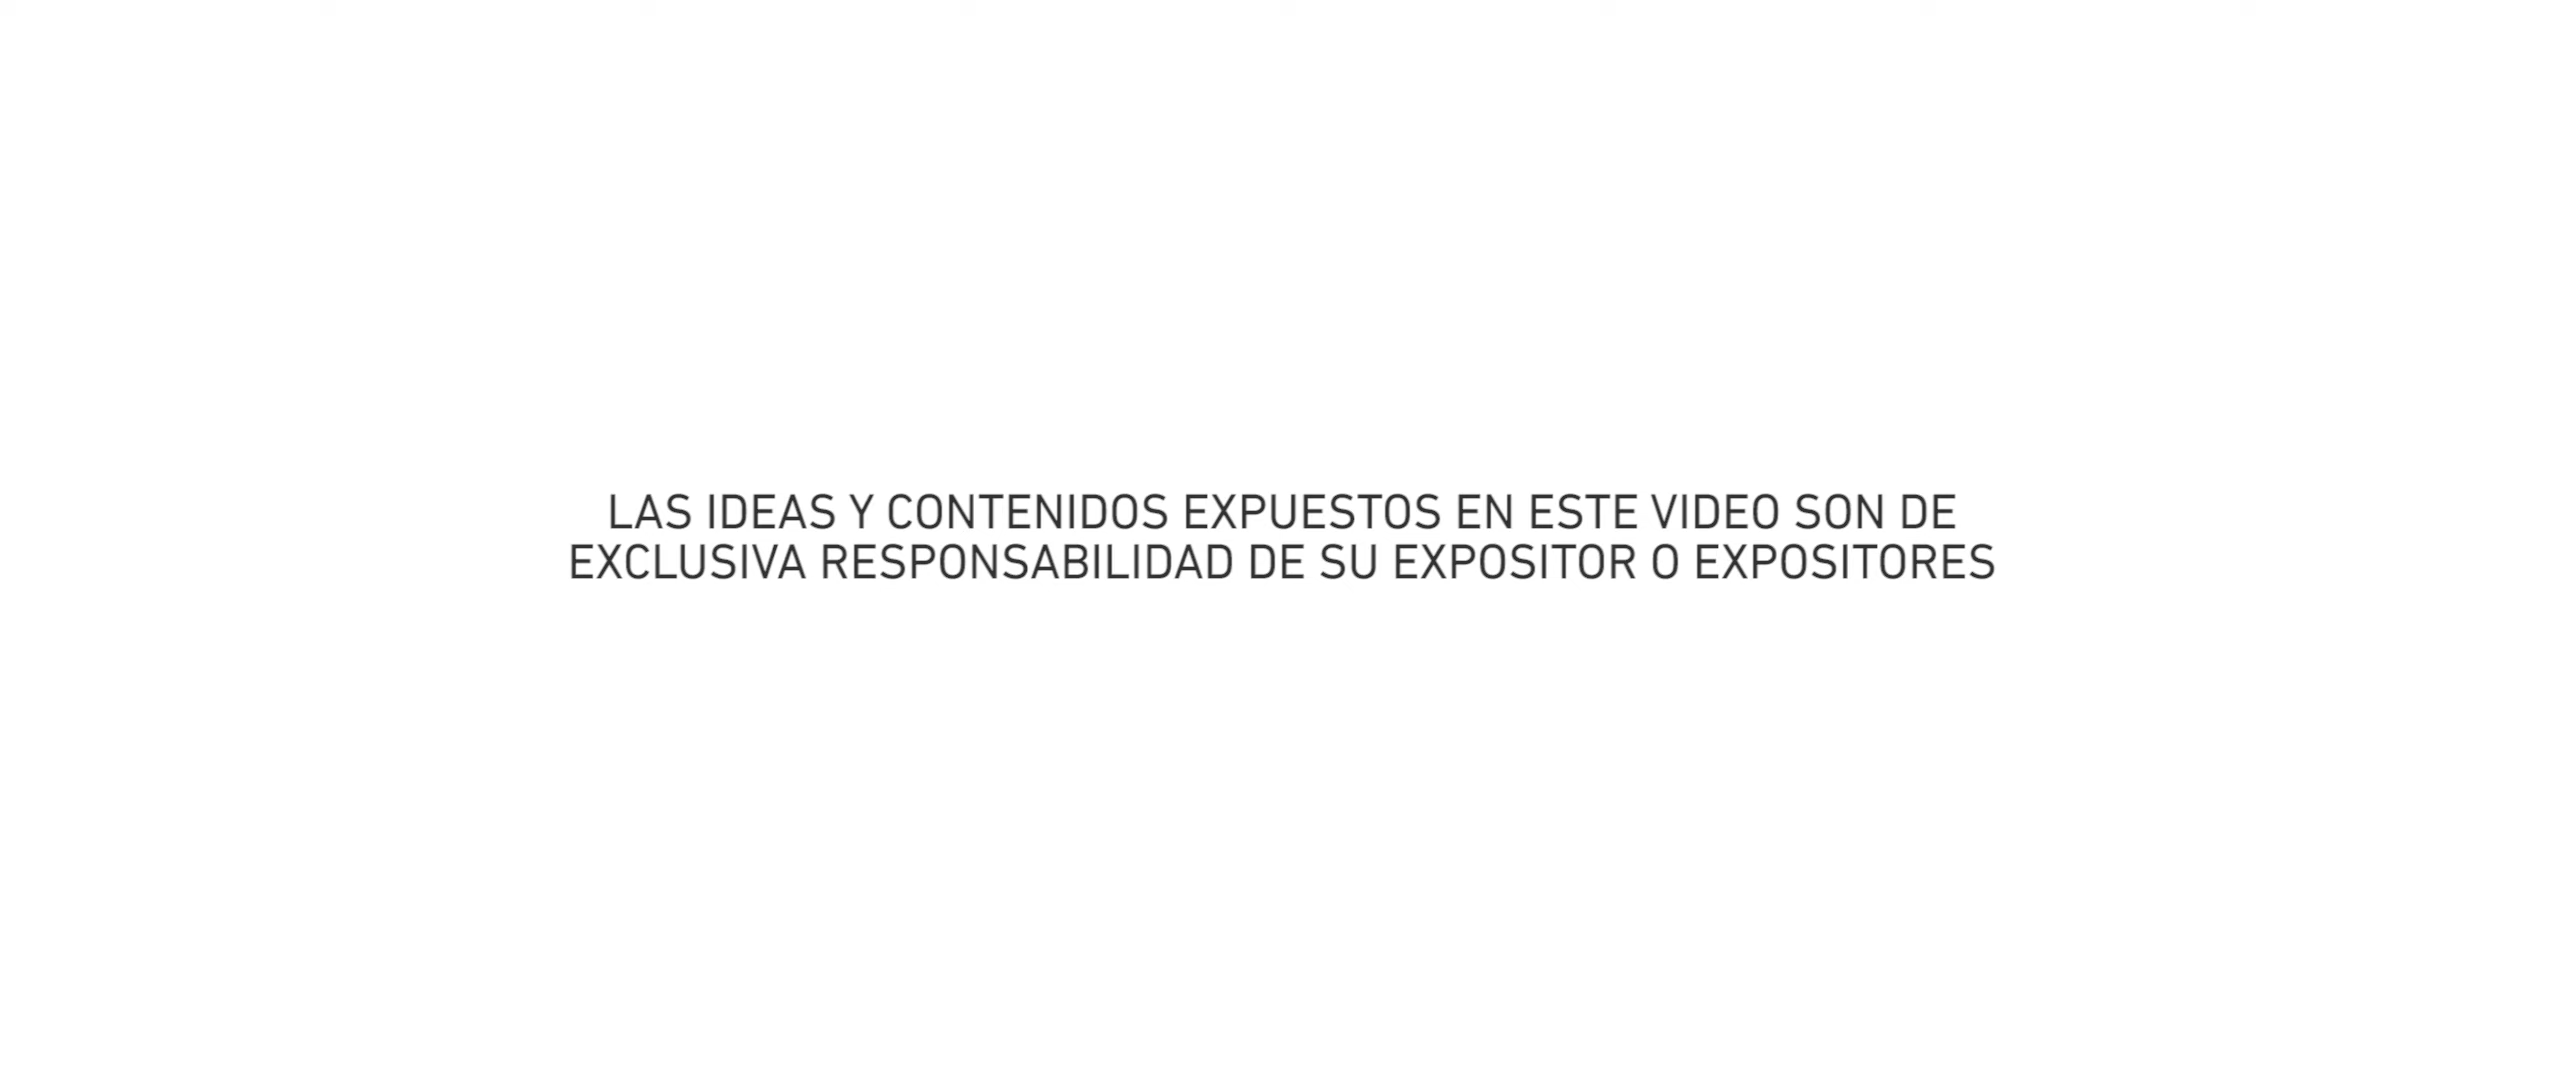 LAS IDEAS Y CONTENIDOS EXPUESTOS EN ESTE VIDEO SON DE
EXCLUSIVA RESPONSABILIDAD DE SU EXPOSITOR O EXPOSITORES